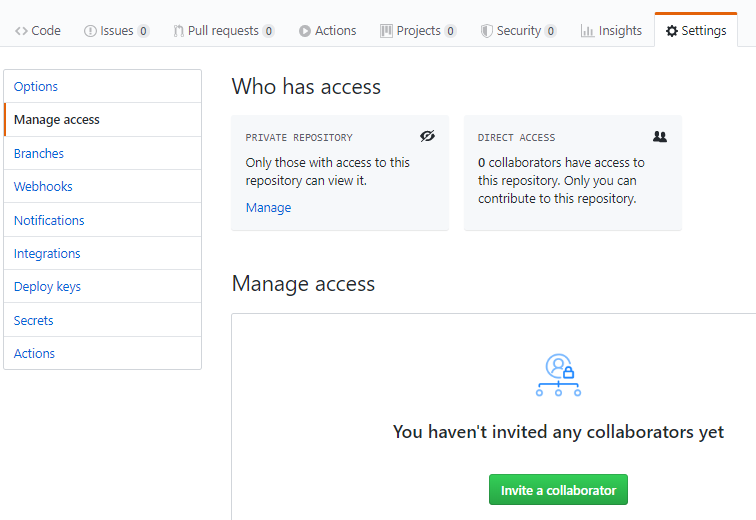 Code Issues 0 Pull requests 0 Actions Projects 0 Security 0 Insights Settings
Options
Manage access
Branches
Webhooks
Notifications
Integrations
Deploy keys
Secrets
Actions
Who has access
PRIVATE REPOSITORY
Only those with access to this
repository can view it.
Manage
DIRECT ACCESS
0 collaborators have access to
this repository. Only you can
contribute to this repository.
Manage access
You haven't invited any collaborators yet
Invite a collaborator